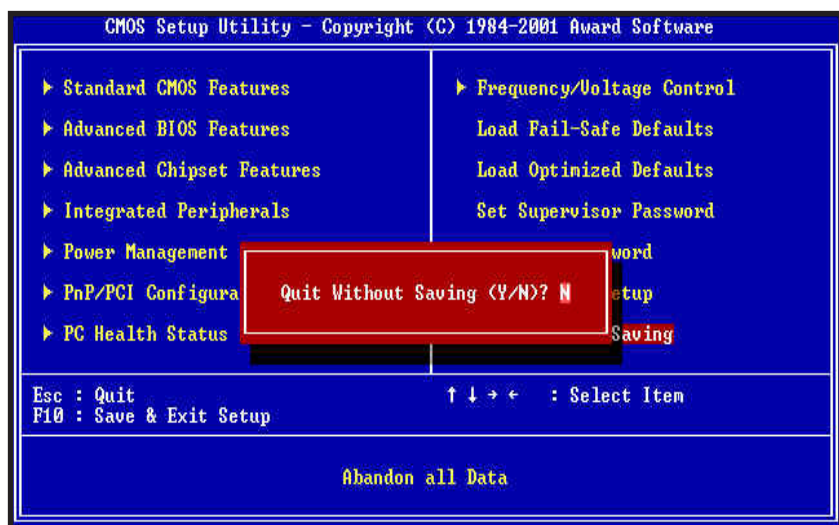 CMOS Setup Utility - Copyright (C) 1984-2001 Award Software
▶ Standard CMOS Features
▶ Advanced BIOS Features
▶ Advanced Chipset Features
▶ Integrated Peripherals
▶ Power Management
▶ PnP/PCI Configura
▶ PC Health Status
▶ Frequency/Voltage Control
Load Fail-Safe Defaults
Load Optimized Defaults
Set Supervisor Password
word
etup
Saving
Quit Without Saving (Y/N)? N
Esc : Quit
F10 : Save & Exit Setup
↑ ↓ → ← : Select Item
Abandon all Data